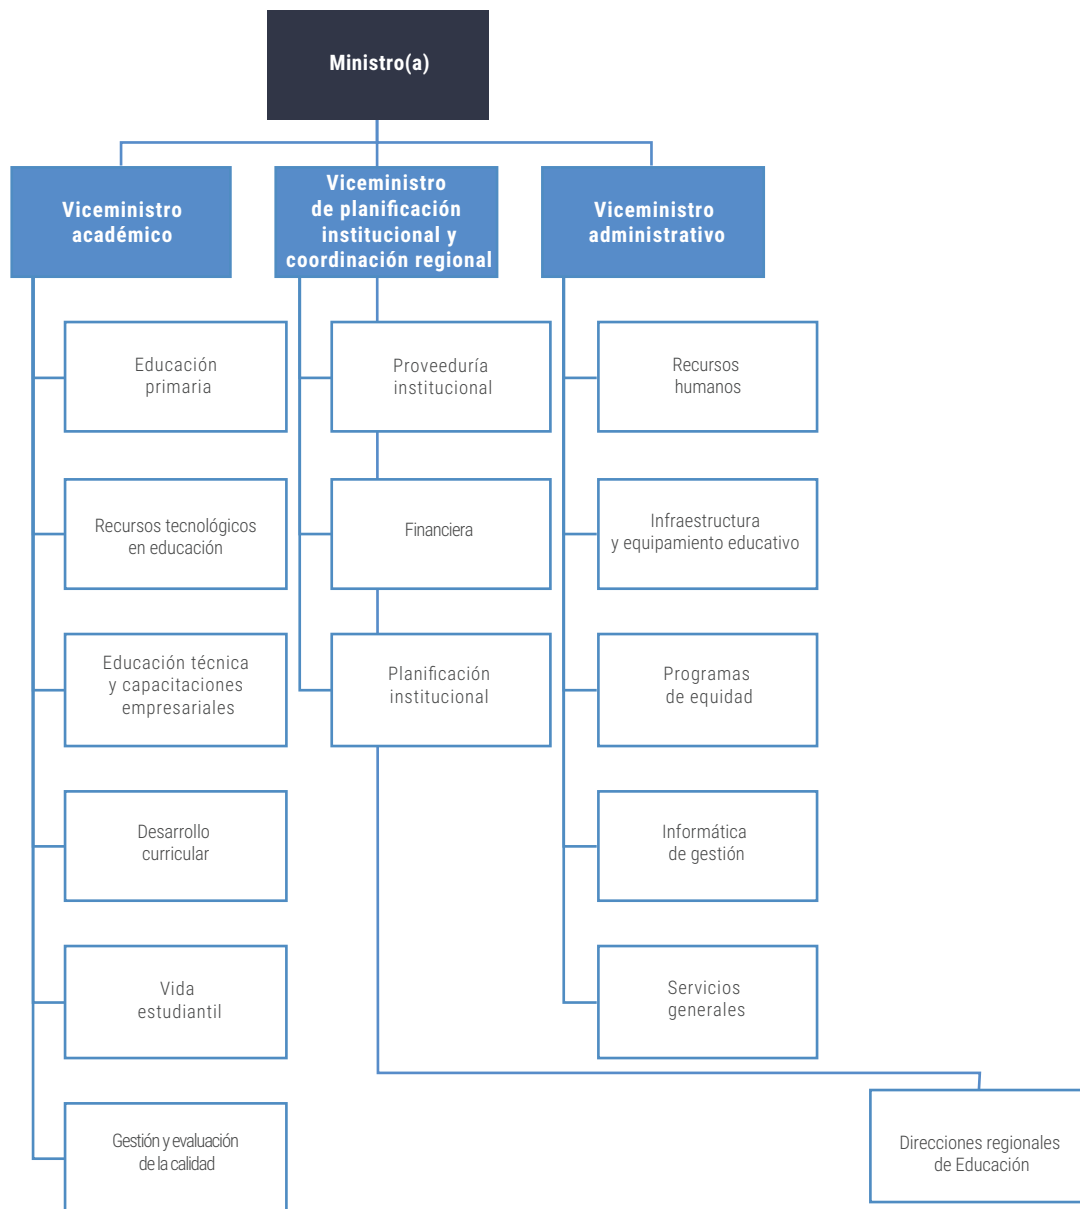 Ministro(a)
Viceministro
académico
Viceministro
de planificación
institucional y
coordinación regional
Viceministro
administrativo
Educación
primaria
Proveeduría
institucional
Recursos
humanos
Recursos tecnológicos
en educación
Financiera
Infraestructura
y equipamiento educativo
Educación técnica
y capacitaciones
empresariales
Planificación
institucional
Programas
de equidad
Desarrollo
curricular
Informática
de gestión
Vida
estudiantil
Servicios
generales
Gestión y evaluación
de la calidad
Direcciones regionales
de Educación